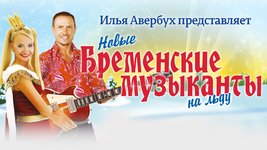 Илья Авербух представляет
Новые
Бременские
музыканты
на льду